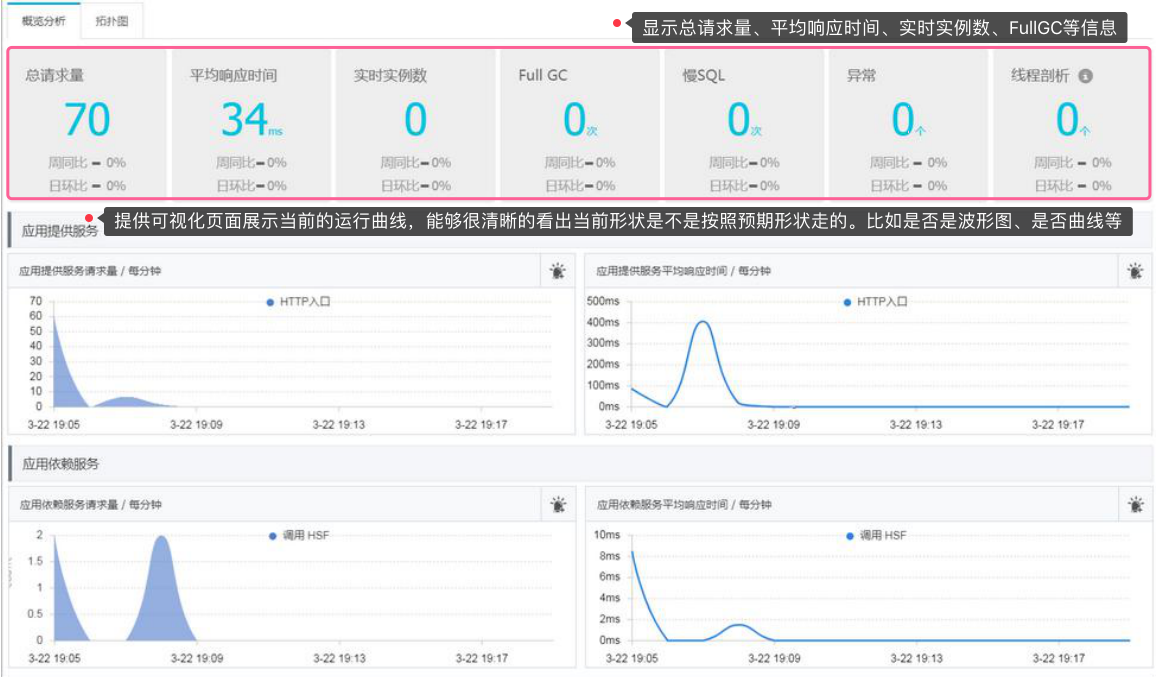 概览分析
拓扑图
显示总请求量、平均响应时间、实时实例数、FullGC等信息
总请求量
70
周同比 - 0%
日环比 - 0%
平均响应时间
34ms
周同比-0%
日环比-0%
实时实例数
0
周同比-0%
日环比-0%
Full GC
0次
周同比-0%
日环比-0%
慢SQL
0次
周同比-0%
日环比-0%
异常
0个
周同比 - 0%
日环比 - 0%
线程剖析
0个
周同比 - 0%
日环比 - 0%
提供可视化页面展示当前的运行曲线，能够很清晰的看出当前形状是不是按照预期形状走的。比如是否是波形图、是否曲线等
应用提供服务
应用提供服务请求量 / 每分钟
HTTP入口
70
60
50
40
30
20
10
0
3-22 19:05
3-22 19:09
3-22 19:13
3-22 19:17
应用提供服务平均响应时间 / 每分钟
HTTP入口
500ms
400ms
300ms
200ms
100ms
0ms
3-22 19:05
3-22 19:09
3-22 19:13
3-22 19:17
应用依赖服务
应用依赖服务请求量 / 每分钟
调用 HSF
2
1.5
1
0.5
0
3-22 19:05
3-22 19:09
3-22 19:13
3-22 19:17
应用依赖服务平均响应时间 / 每分钟
调用 HSF
10ms
8ms
6ms
4ms
2ms
0ms
3-22 19:05
3-22 19:09
3-22 19:13
3-22 19:17